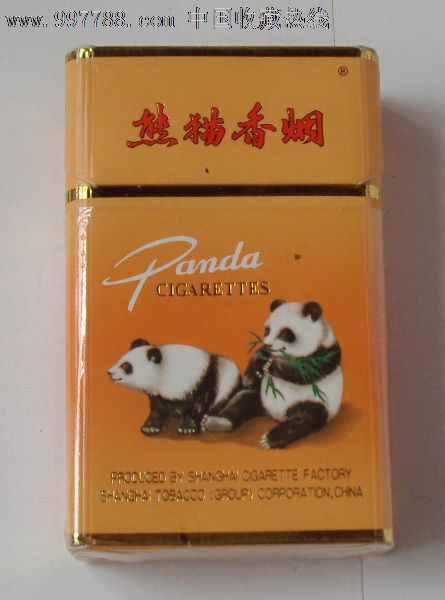 www.997788.com 中国收藏热线
®
熊猫香烟
Panda
CIGARETTES
PRODUCED BY SHANGHAI CIGARETTE FACTORY
SHANGHAI TOBACCO (GROUP) CORPORATION,CHINA